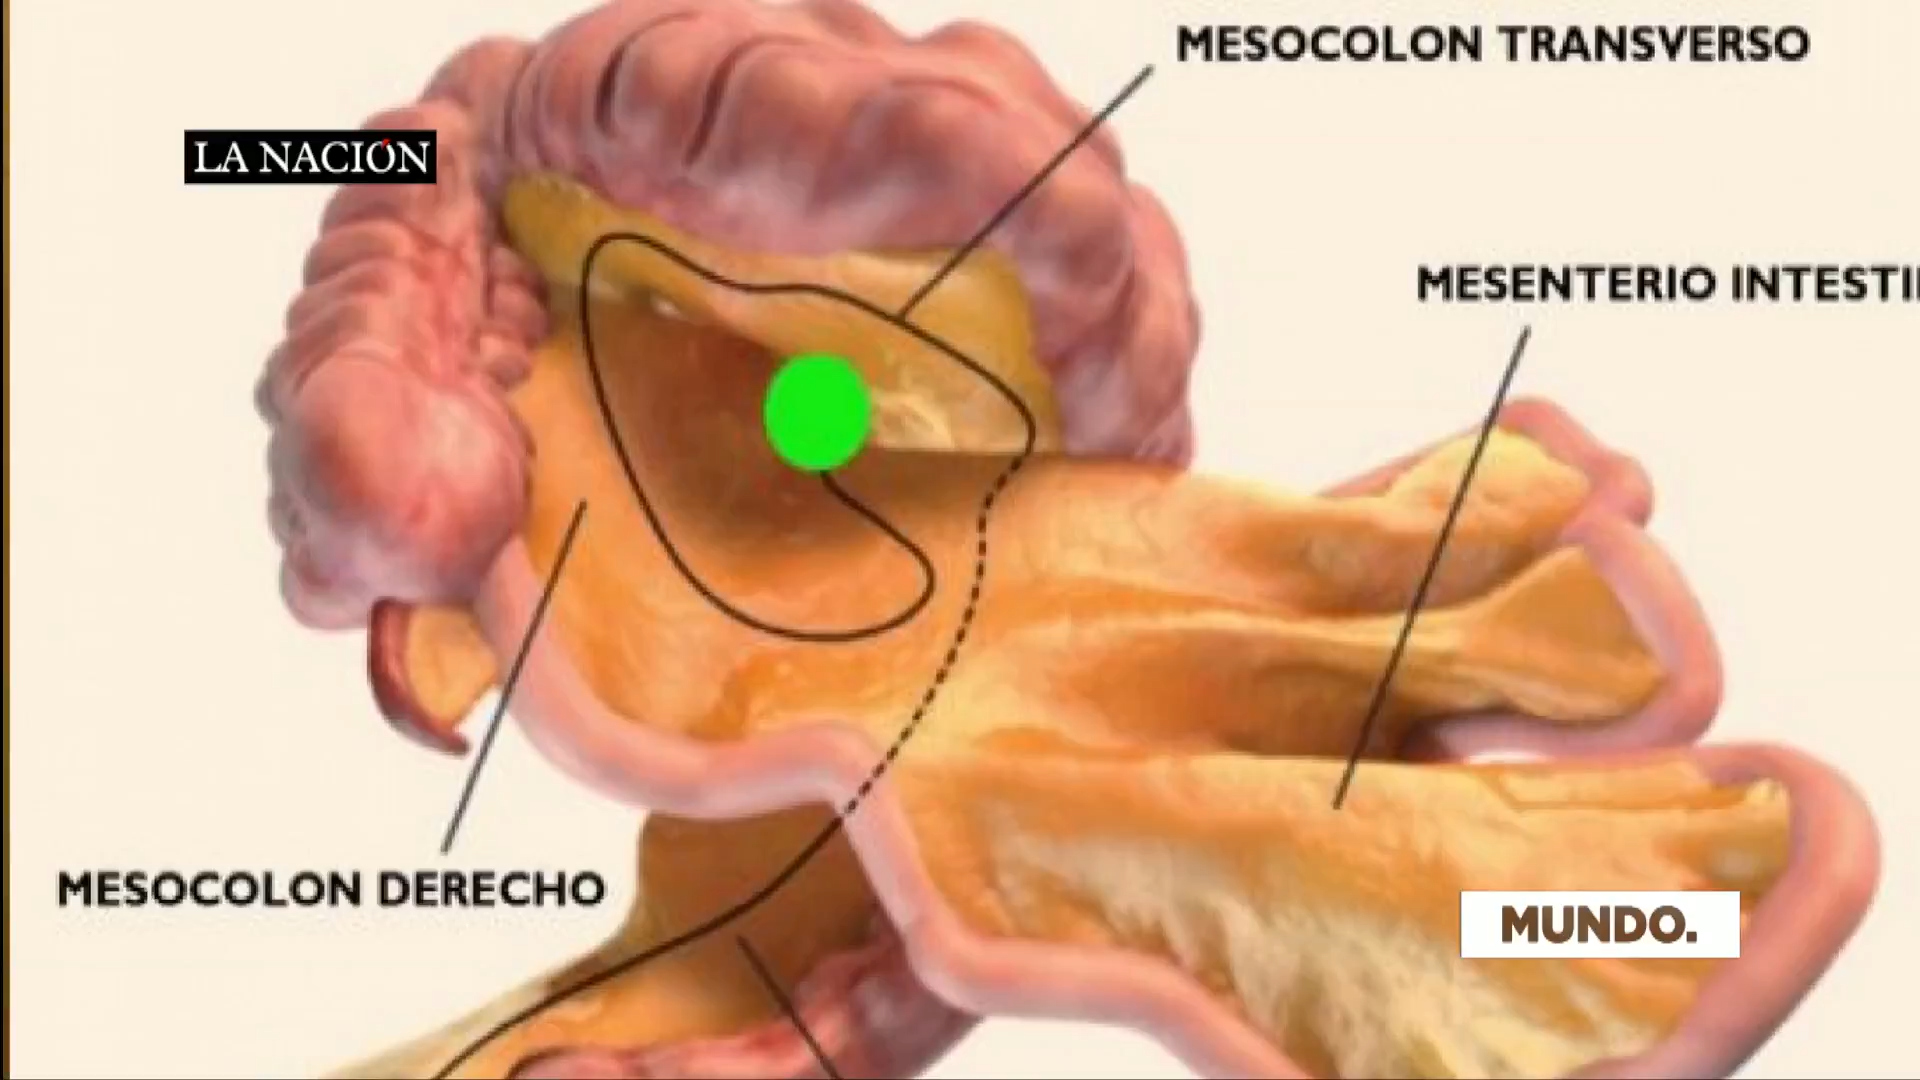 MESOCOLON TRANSVERSO
LA NACIÓN
MESENTERIO INTESTI
MESOCOLON DERECHO
MUNDO.